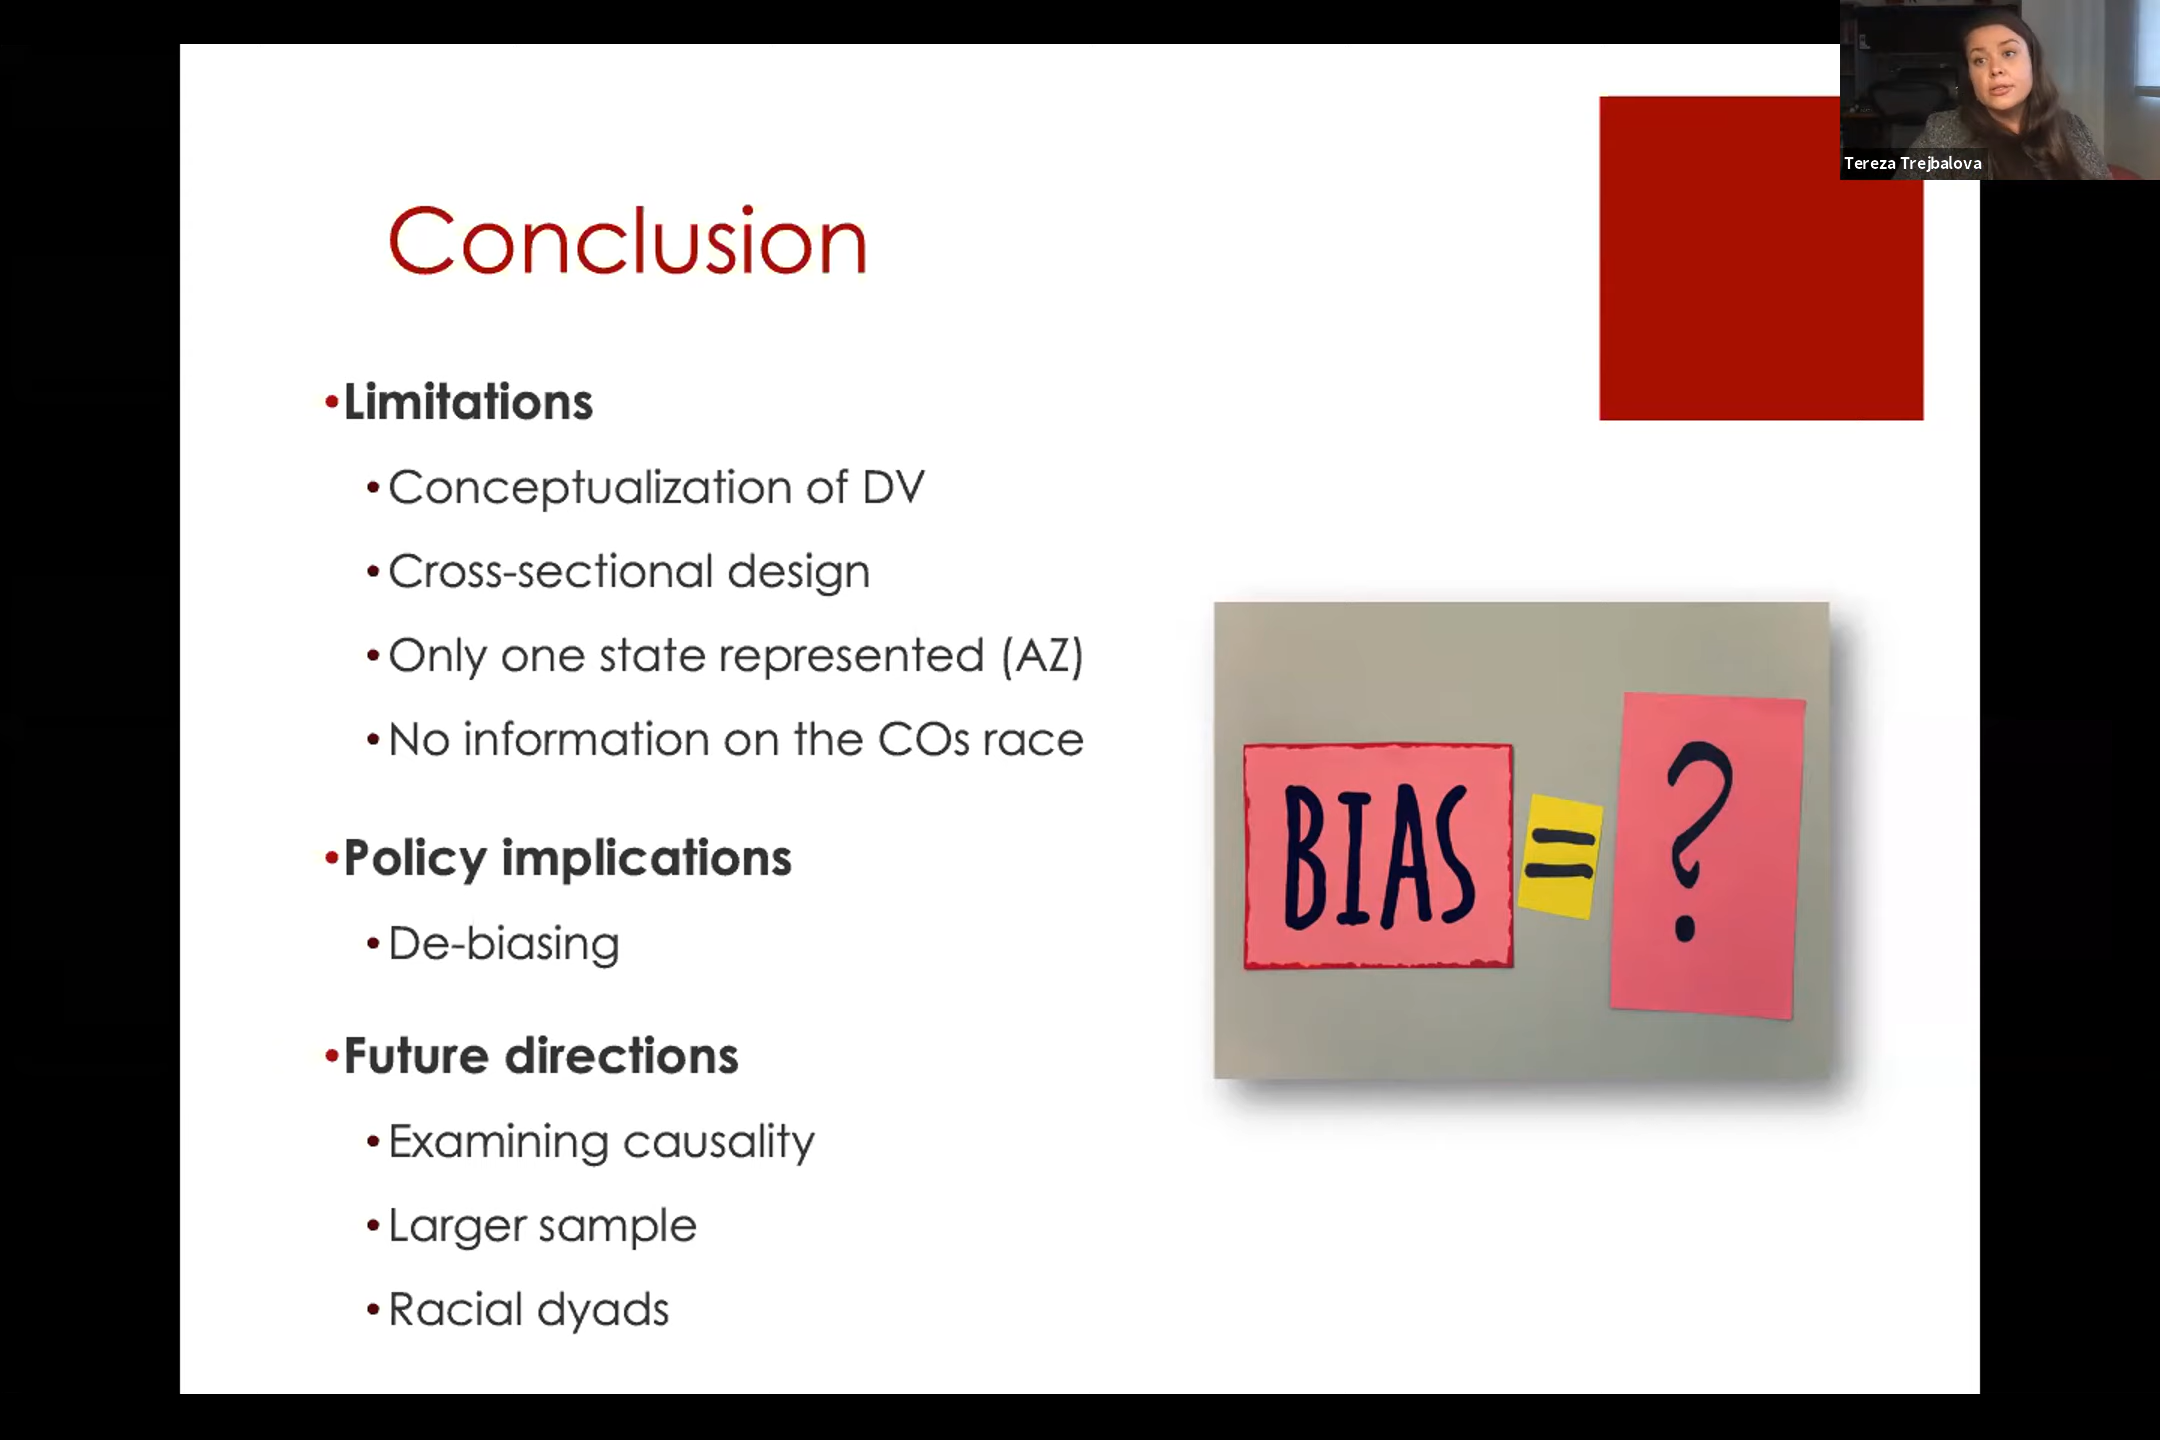 Tereza Trejbalova
Conclusion
•Limitations
•Conceptualization of DV
•Cross-sectional design
•Only one state represented (AZ)
•No information on the COs race
•Policy implications
•De-biasing
•Future directions
•Examining causality
•Larger sample
•Racial dyads
BIAS = ?